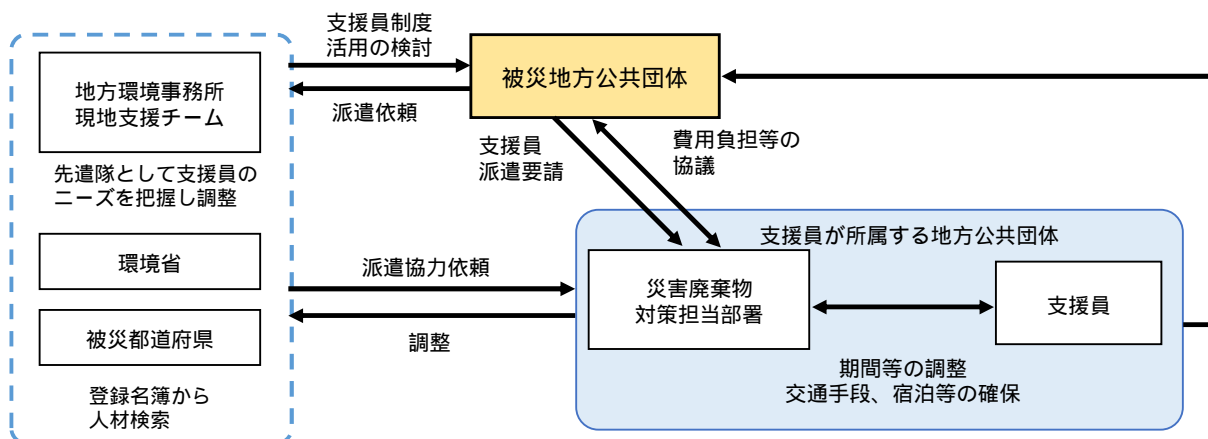 支援員制度
活用の検討
地方環境事務所
現地支援チーム
被災地方公共団体
派遣依頼
先遣隊として支援員の
ニーズを把握し調整
支援員
派遣要請
費用負担等の
協議
支援員が所属する地方公共団体
環境省
派遣協力依頼
災害廃棄物
対策担当部署
支援員
被災都道府県
調整
期間等の調整
交通手段、宿泊等の確保
登録名簿から
人材検索